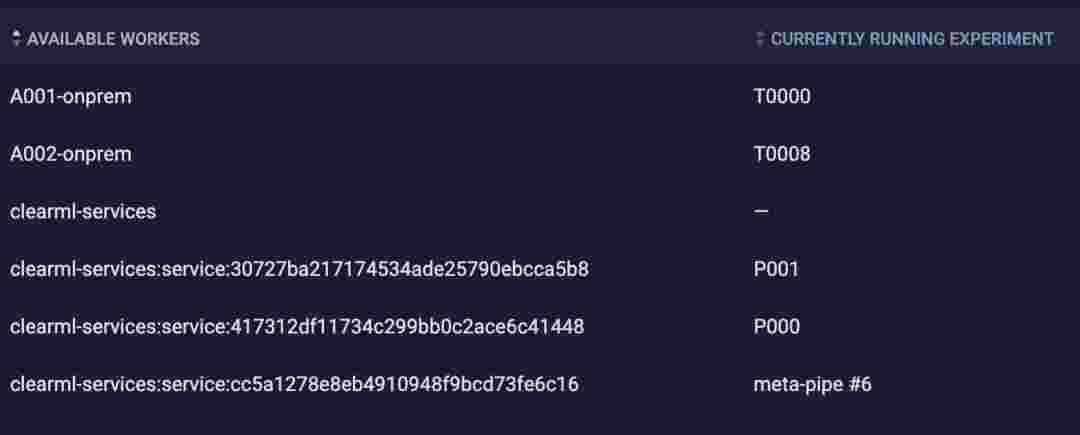 AVAILABLE WORKERS CURRENTLY RUNNING EXPERIMENT
A001-onprem T0000
A002-onprem T0008
clearml-services —
clearml-services:service:30727ba217174534ade25790ebcca5b8 P001
clearml-services:service:417312df11734c299bb0c2ace6c41448 P000
clearml-services:service:cc5a1278e8eb4910948f9bcd73fe6c16 meta-pipe #6